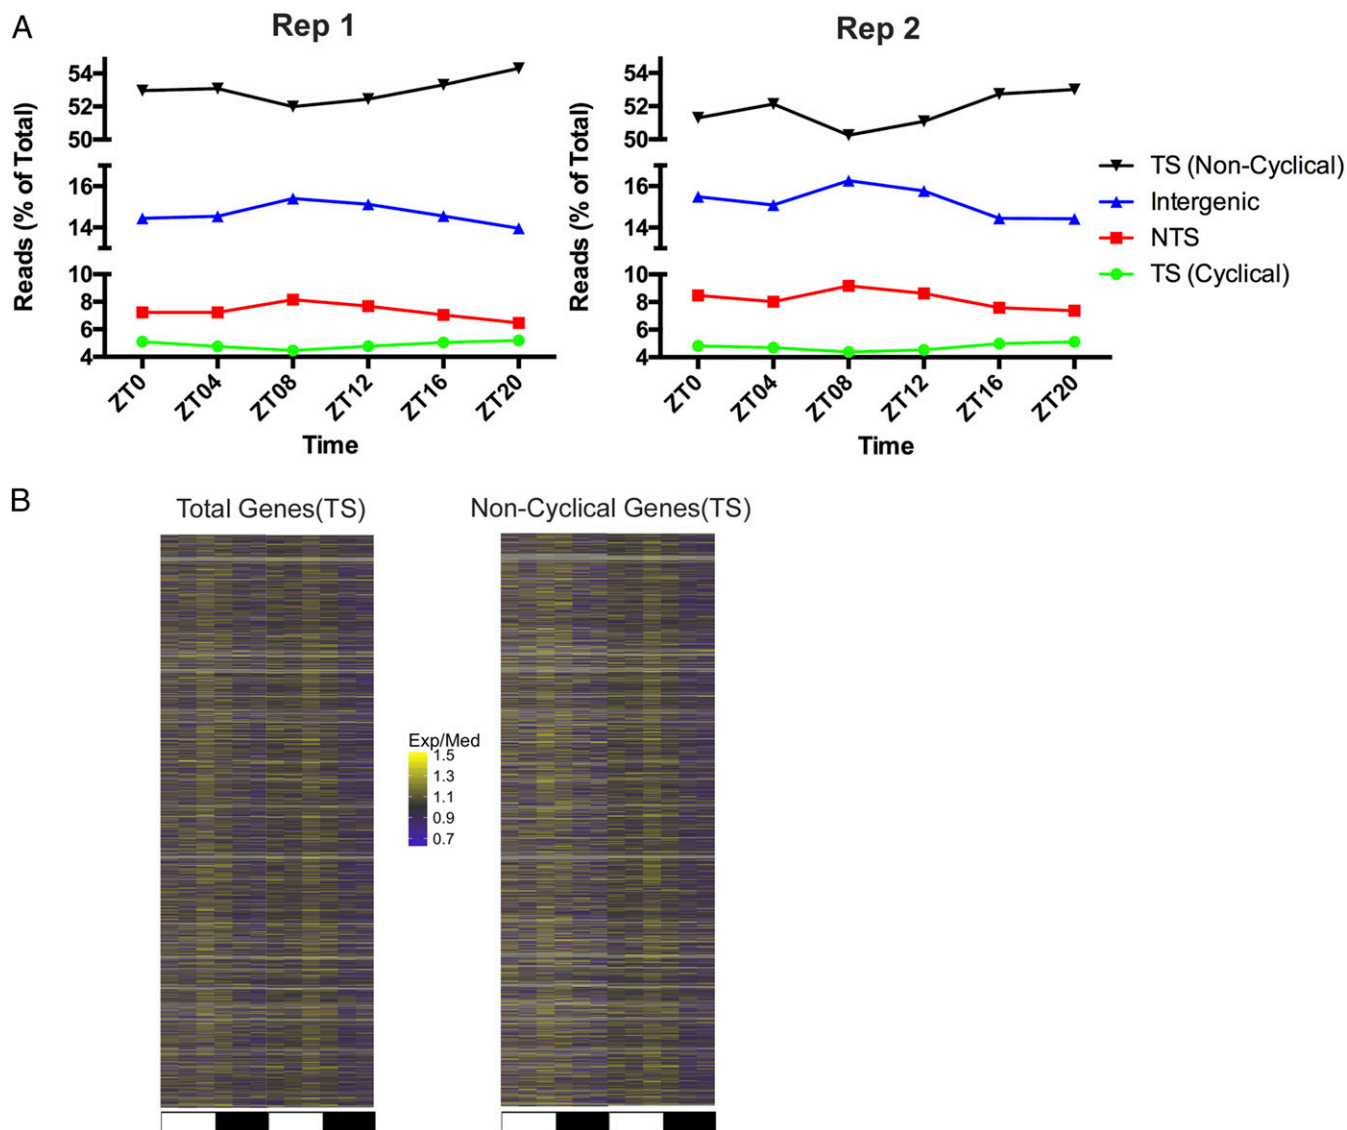 A
Rep 1
Rep 2
Reads (% of Total)
54
52
50
16
14
10
8
6
4
ZT0
ZT04
ZT08
ZT12
ZT16
ZT20
Time
Reads (% of Total)
54
52
50
16
14
10
8
6
4
ZT0
ZT04
ZT08
ZT12
ZT16
ZT20
Time
TS (Non-Cyclical)
Intergenic
NTS
TS (Cyclical)
B
Total Genes(TS)
Non-Cyclical Genes(TS)
Exp/Med
1.5
1.3
1.1
0.9
0.7